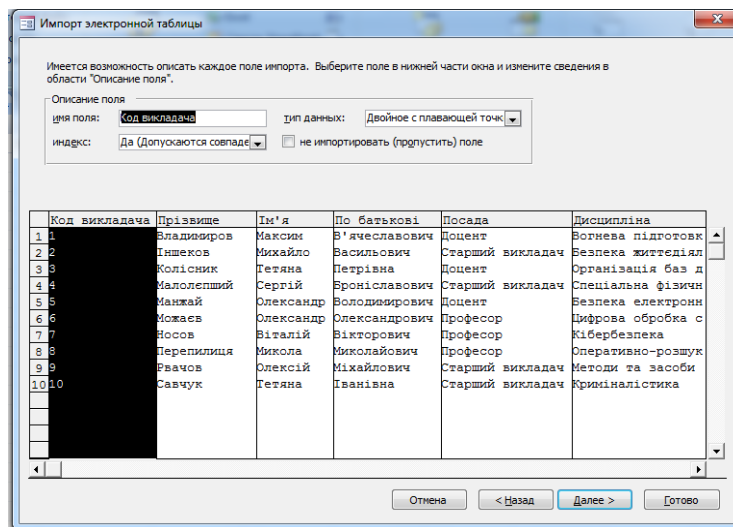 Импорт электронной таблицы
Имеется возможность описать каждое поле импорта. Выберите поле в нижней части окна и измените сведения в
области "Описание поля".
Описание поля
имя поля: Код викладача тип данных: Двойное с плавающей точк
индекс: Да (Допускаются совпаде не импортировать (пропустить) поле
Код викладача Прізвище Ім'я По батькові Посада Дисципліна
1 1 Владимиров Максим В'ячеславович Доцент Вогнева підготовк
2 2 Іншеков Михайло Васильович Старший викладач Безпека життєдіял
3 3 Колісник Тетяна Петрівна Доцент Організація баз д
4 4 Малолєпший Сергій Броніславович Старший викладач Спеціальна фізичн
5 5 Манжай Олександр Володимирович Доцент Безпека електронн
6 6 Можаєв Олександр Олександрович Професор Цифрова обробка с
7 7 Носов Віталій Вікторович Професор Кібербезпека
8 8 Перепилиця Микола Миколайович Професор Оперативно-розшук
9 9 Рвачов Олексій Міхайлович Старший викладач Методи та засоби
10 10 Савчук Тетяна Іванівна Старший викладач Криміналістика
Отмена < Назад Далее > Готово